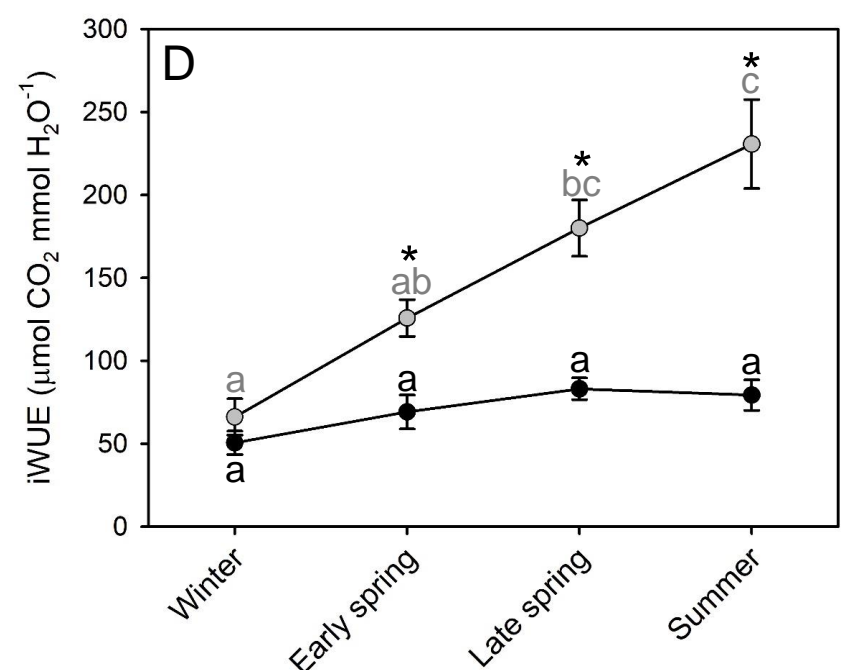 D
iWUE (μmol CO₂ mmol H₂O⁻¹)
300
250
200
150
100
50
0
*
c
*
bc
*
ab
a
a
a
a
a
Winter
Early spring
Late spring
Summer